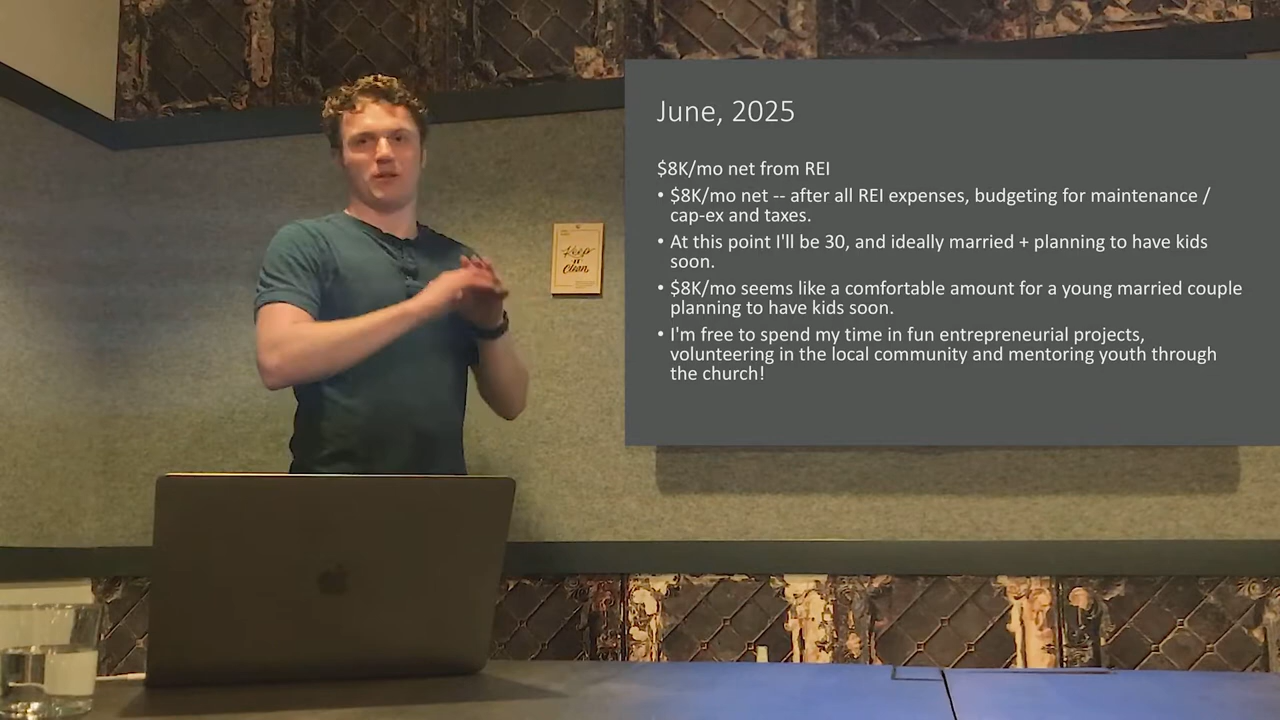 June, 2025
$8K/mo net from REI
• $8K/mo net -- after all REI expenses, budgeting for maintenance /
cap-ex and taxes.
• At this point I'll be 30, and ideally married + planning to have kids
soon.
• $8K/mo seems like a comfortable amount for a young married couple
planning to have kids soon.
• I'm free to spend my time in fun entrepreneurial projects,
volunteering in the local community and mentoring youth through
the church!
Keep
IT
Clean